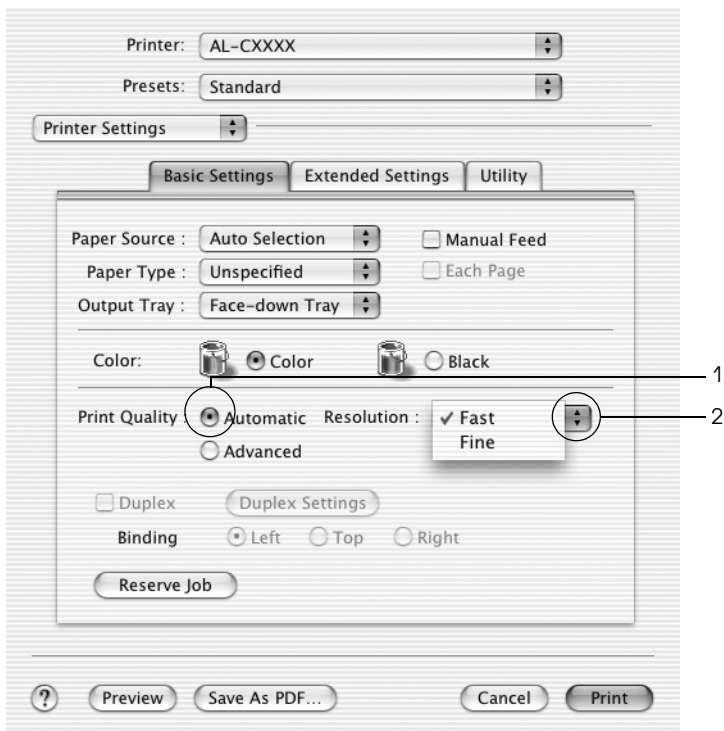 Printer: AL-CXXXX
Presets: Standard
Printer Settings
Basic Settings Extended Settings Utility
Paper Source : Auto Selection Manual Feed
Paper Type : Unspecified Each Page
Output Tray : Face-down Tray
Color: Color Black
1
Print Quality : Automatic Resolution : ✓ Fast 2
Fine
Advanced
Duplex Duplex Settings
Binding Left Top Right
Reserve Job
? Preview Save As PDF... Cancel Print